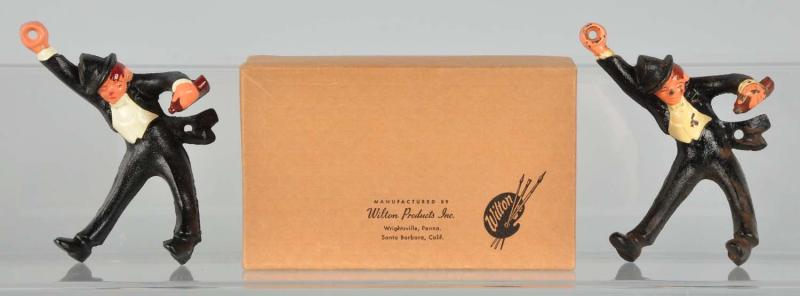 MANUFACTURED BY
Wilton Products Inc.
Wrightsville, Penna.
Santa Barbara, Calif.
Wilton